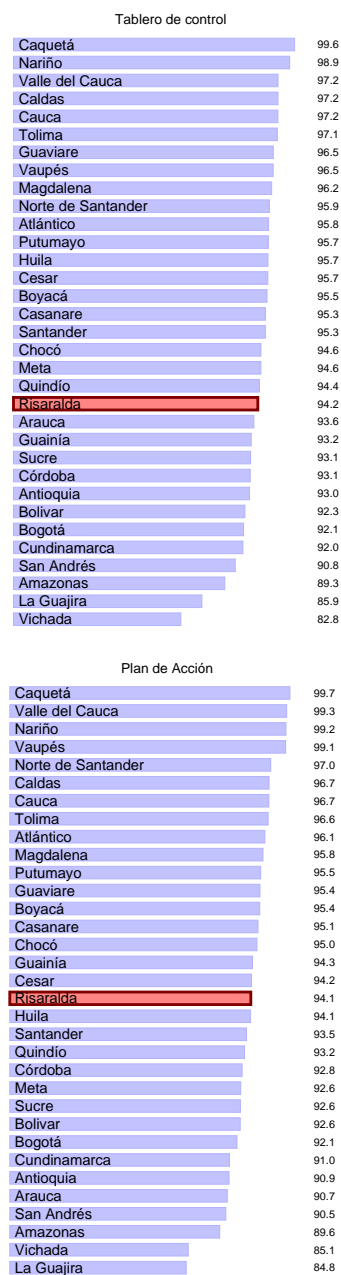 Tablero de control
Caquetá 99.6
Nariño 98.9
Valle del Cauca 97.2
Caldas 97.2
Cauca 97.2
Tolima 97.1
Guaviare 96.5
Vaupés 96.5
Magdalena 96.2
Norte de Santander 95.9
Atlántico 95.8
Putumayo 95.7
Huila 95.7
Cesar 95.7
Boyacá 95.5
Casanare 95.3
Santander 95.3
Chocó 94.6
Meta 94.6
Quindío 94.4
Risaralda 94.2
Arauca 93.6
Guainía 93.2
Sucre 93.1
Córdoba 93.1
Antioquia 93.0
Bolivar 92.3
Bogotá 92.1
Cundinamarca 92.0
San Andrés 90.8
Amazonas 89.3
La Guajira 85.9
Vichada 82.8
Plan de Acción
Caquetá 99.7
Valle del Cauca 99.3
Nariño 99.2
Vaupés 99.1
Norte de Santander 97.0
Caldas 96.7
Cauca 96.7
Tolima 96.6
Atlántico 96.1
Magdalena 95.8
Putumayo 95.5
Guaviare 95.4
Boyacá 95.4
Casanare 95.1
Chocó 95.0
Guainía 94.3
Cesar 94.2
Risaralda 94.1
Huila 94.1
Santander 93.5
Quindío 93.2
Córdoba 92.8
Meta 92.6
Sucre 92.6
Bolivar 92.6
Bogotá 92.1
Cundinamarca 91.0
Antioquia 90.9
Arauca 90.7
San Andrés 90.5
Amazonas 89.6
Vichada 85.1
La Guajira 84.8